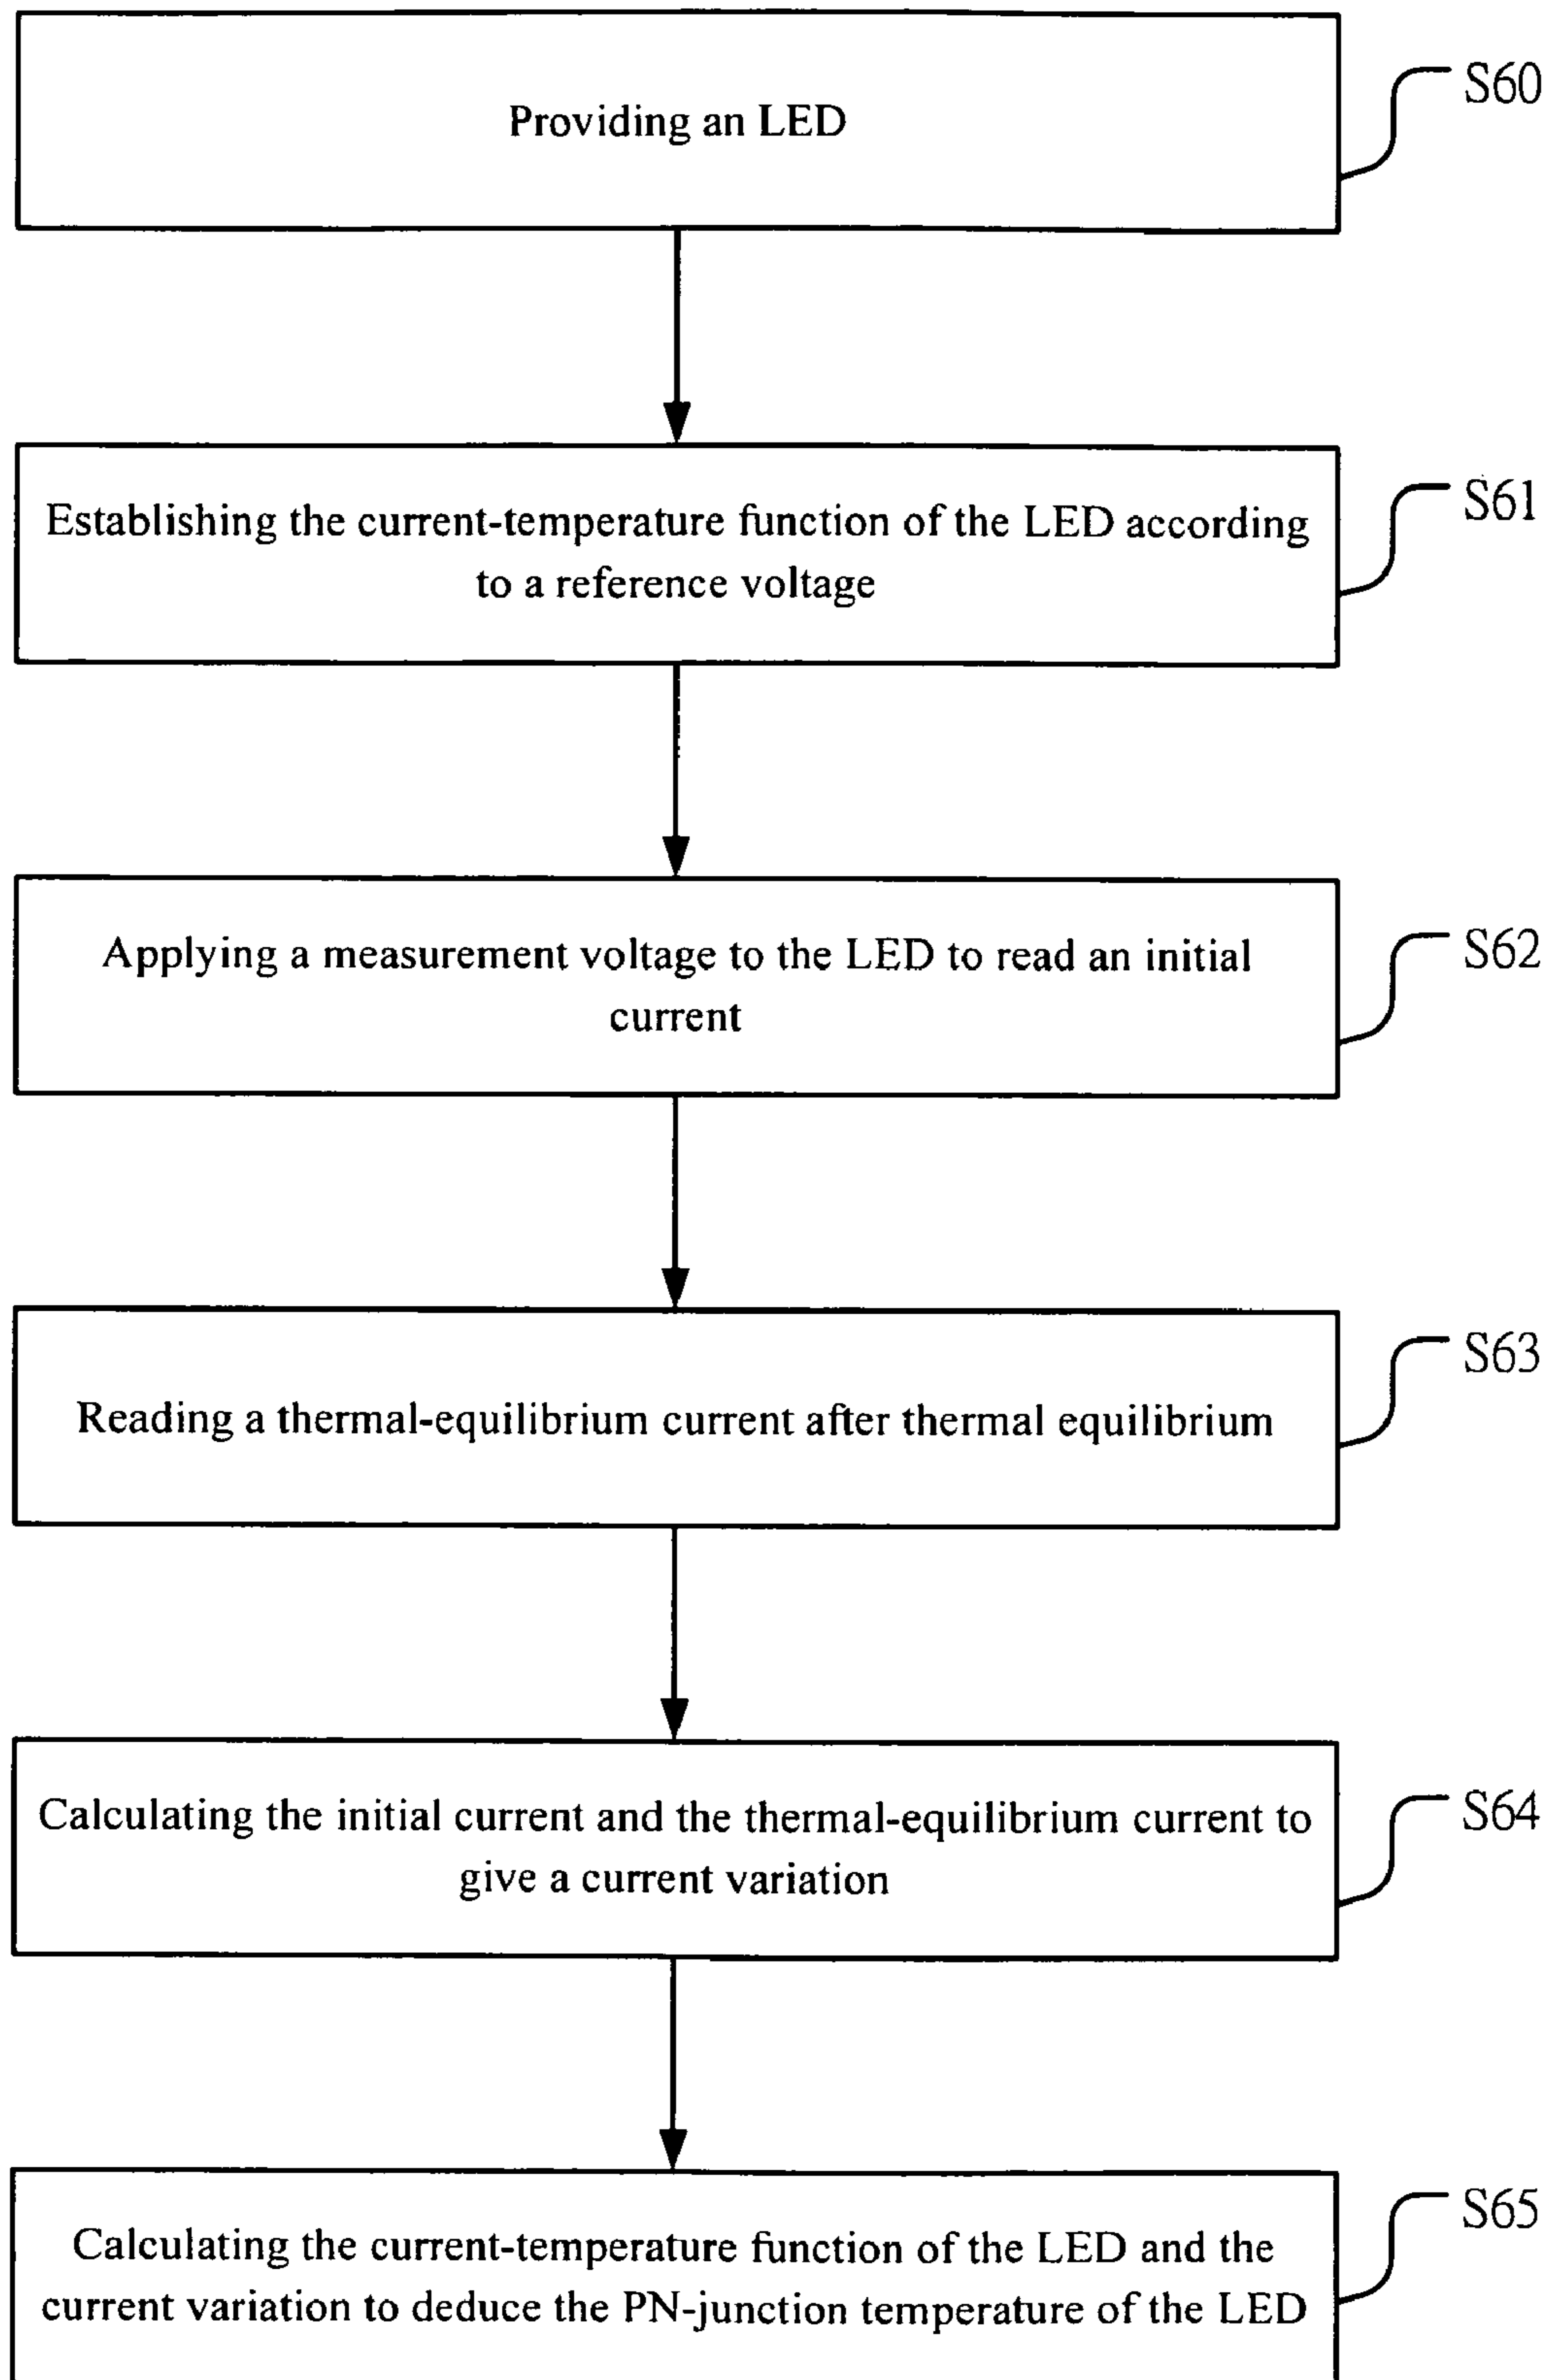 Providing an LED
S60
Establishing the current-temperature function of the LED according
to a reference voltage
S61
Applying a measurement voltage to the LED to read an initial
current
S62
Reading a thermal-equilibrium current after thermal equilibrium
S63
Calculating the initial current and the thermal-equilibrium current to
give a current variation
S64
Calculating the current-temperature function of the LED and the
current variation to deduce the PN-junction temperature of the LED
S65